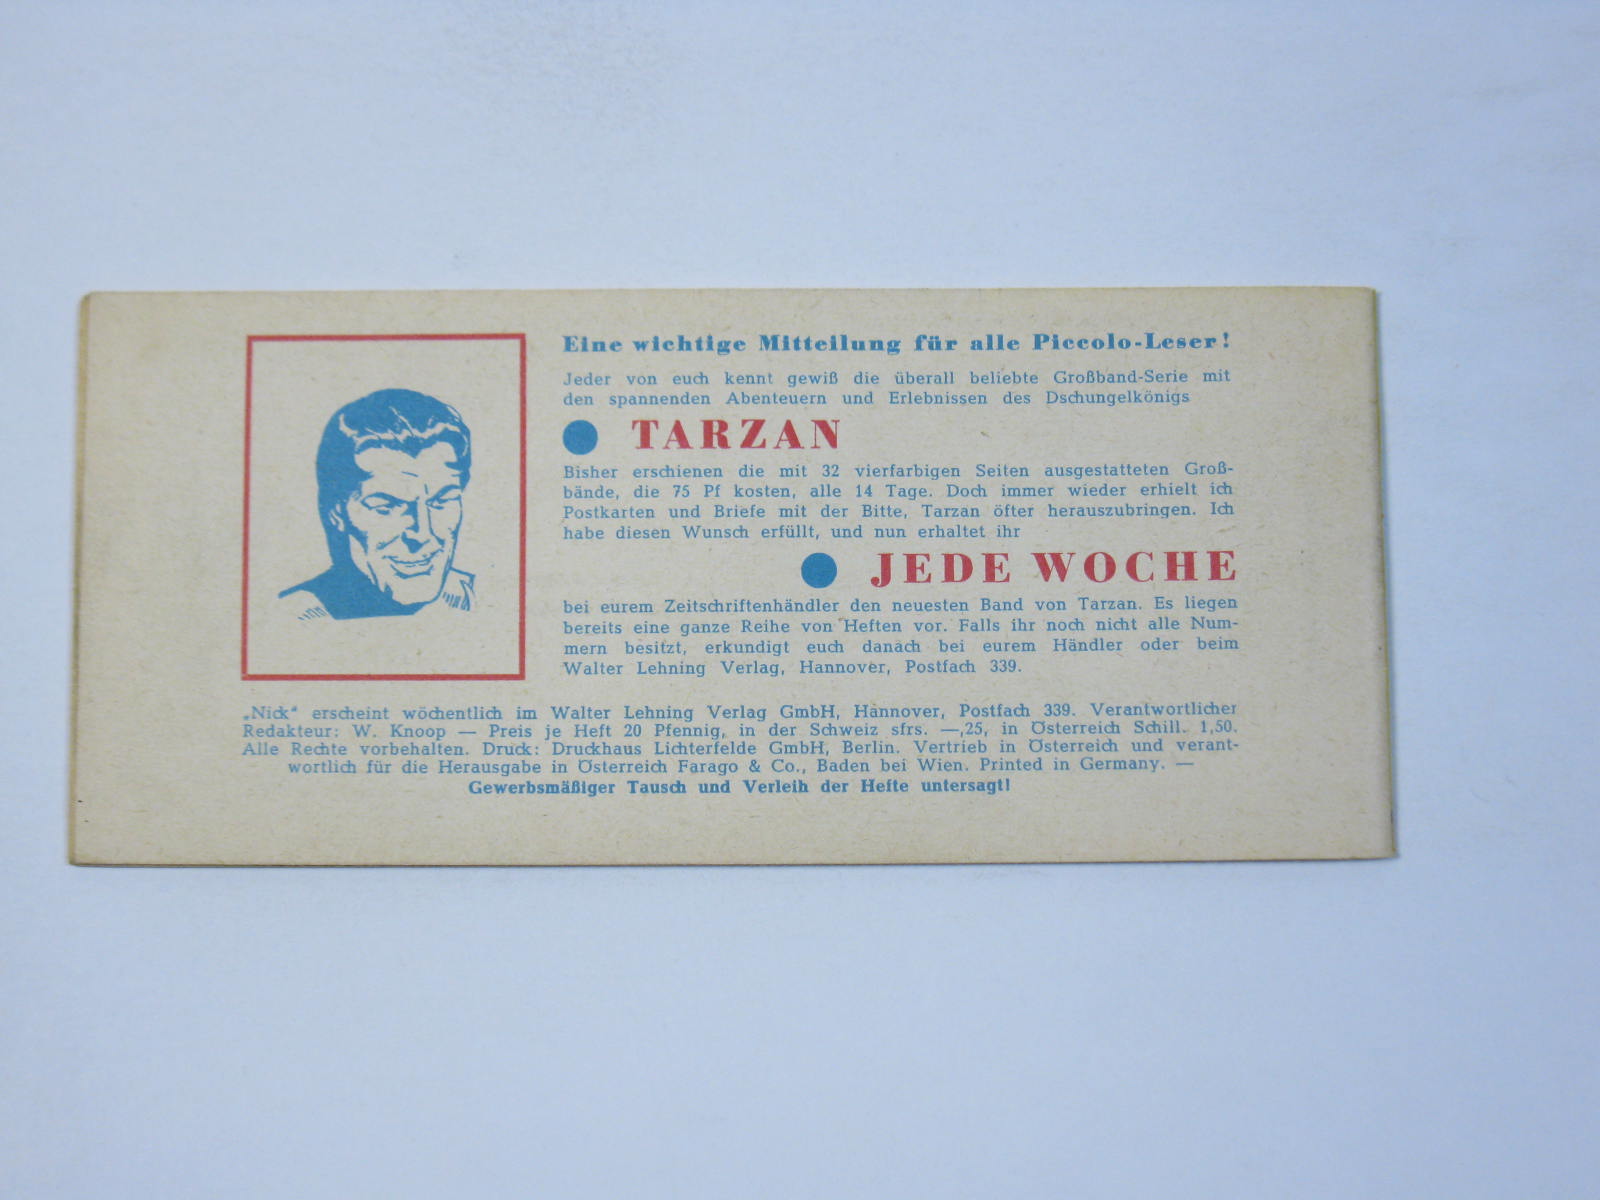 Eine wichtige Mitteilung für alle Piccolo-Leser!
Jeder von euch kennt gewiß die überall beliebte Großband-Serie mit
den spannenden Abenteuern und Erlebnissen des Dschungelkönigs
TARZAN
Bisher erschienen die mit 32 vierfarbigen Seiten ausgestatteten Groß-
bände, die 75 Pf kosten, alle 14 Tage. Doch immer wieder erhielt ich
Postkarten und Briefe mit der Bitte, Tarzan öfter herauszubringen. Ich
habe diesen Wunsch erfüllt, und nun erhaltet ihr
JEDE WOCHE
bei eurem Zeitschriftenhändler den neuesten Band von Tarzan. Es liegen
bereits eine ganze Reihe von Heften vor. Falls ihr noch nicht alle Num-
mern besitzt, erkundigt euch danach bei eurem Händler oder beim
Walter Lehning Verlag, Hannover, Postfach 339.
„Nick“ erscheint wöchentlich im Walter Lehning Verlag GmbH, Hannover, Postfach 339. Verantwortlicher
Redakteur: W. Knoop — Preis je Heft 20 Pfennig, in der Schweiz sfrs. —,25, in Österreich Schill. 1,50.
Alle Rechte vorbehalten. Druck: Druckhaus Lichterfelde GmbH, Berlin. Vertrieb in Österreich und verant-
wortlich für die Herausgabe in Österreich Farago & Co., Baden bei Wien. Printed in Germany. —
Gewerbsmäßiger Tausch und Verleih der Hefte untersagt!